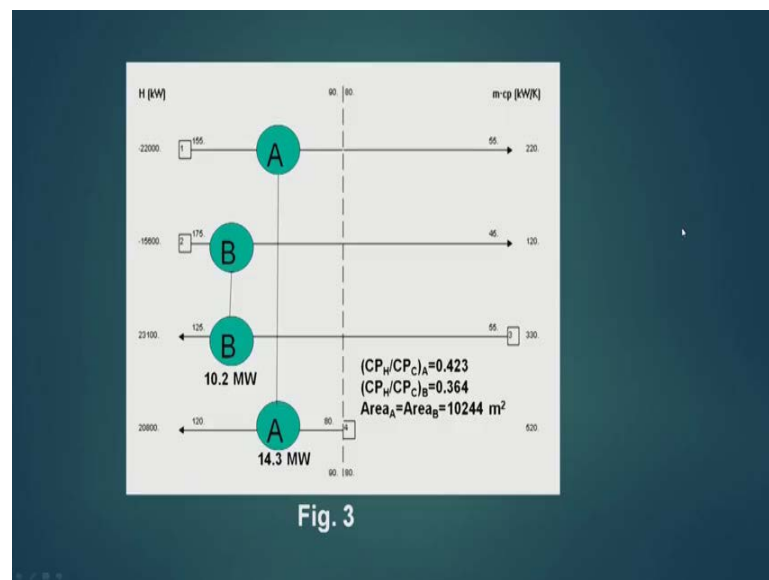 H [kW] 90. 80. m·cp [kW/K]
-22000. 1 155. A 55. 220.
-15600. 2 175. B 45. 120.
23100. 125. B 55. 3 330.
10.2 MW
(CPH/CPC)A=0.423
(CPH/CPC)B=0.364
AreaA=AreaB=10244 m²
20800. 120. A 80. 4 520.
14.3 MW
90. 80.
Fig. 3